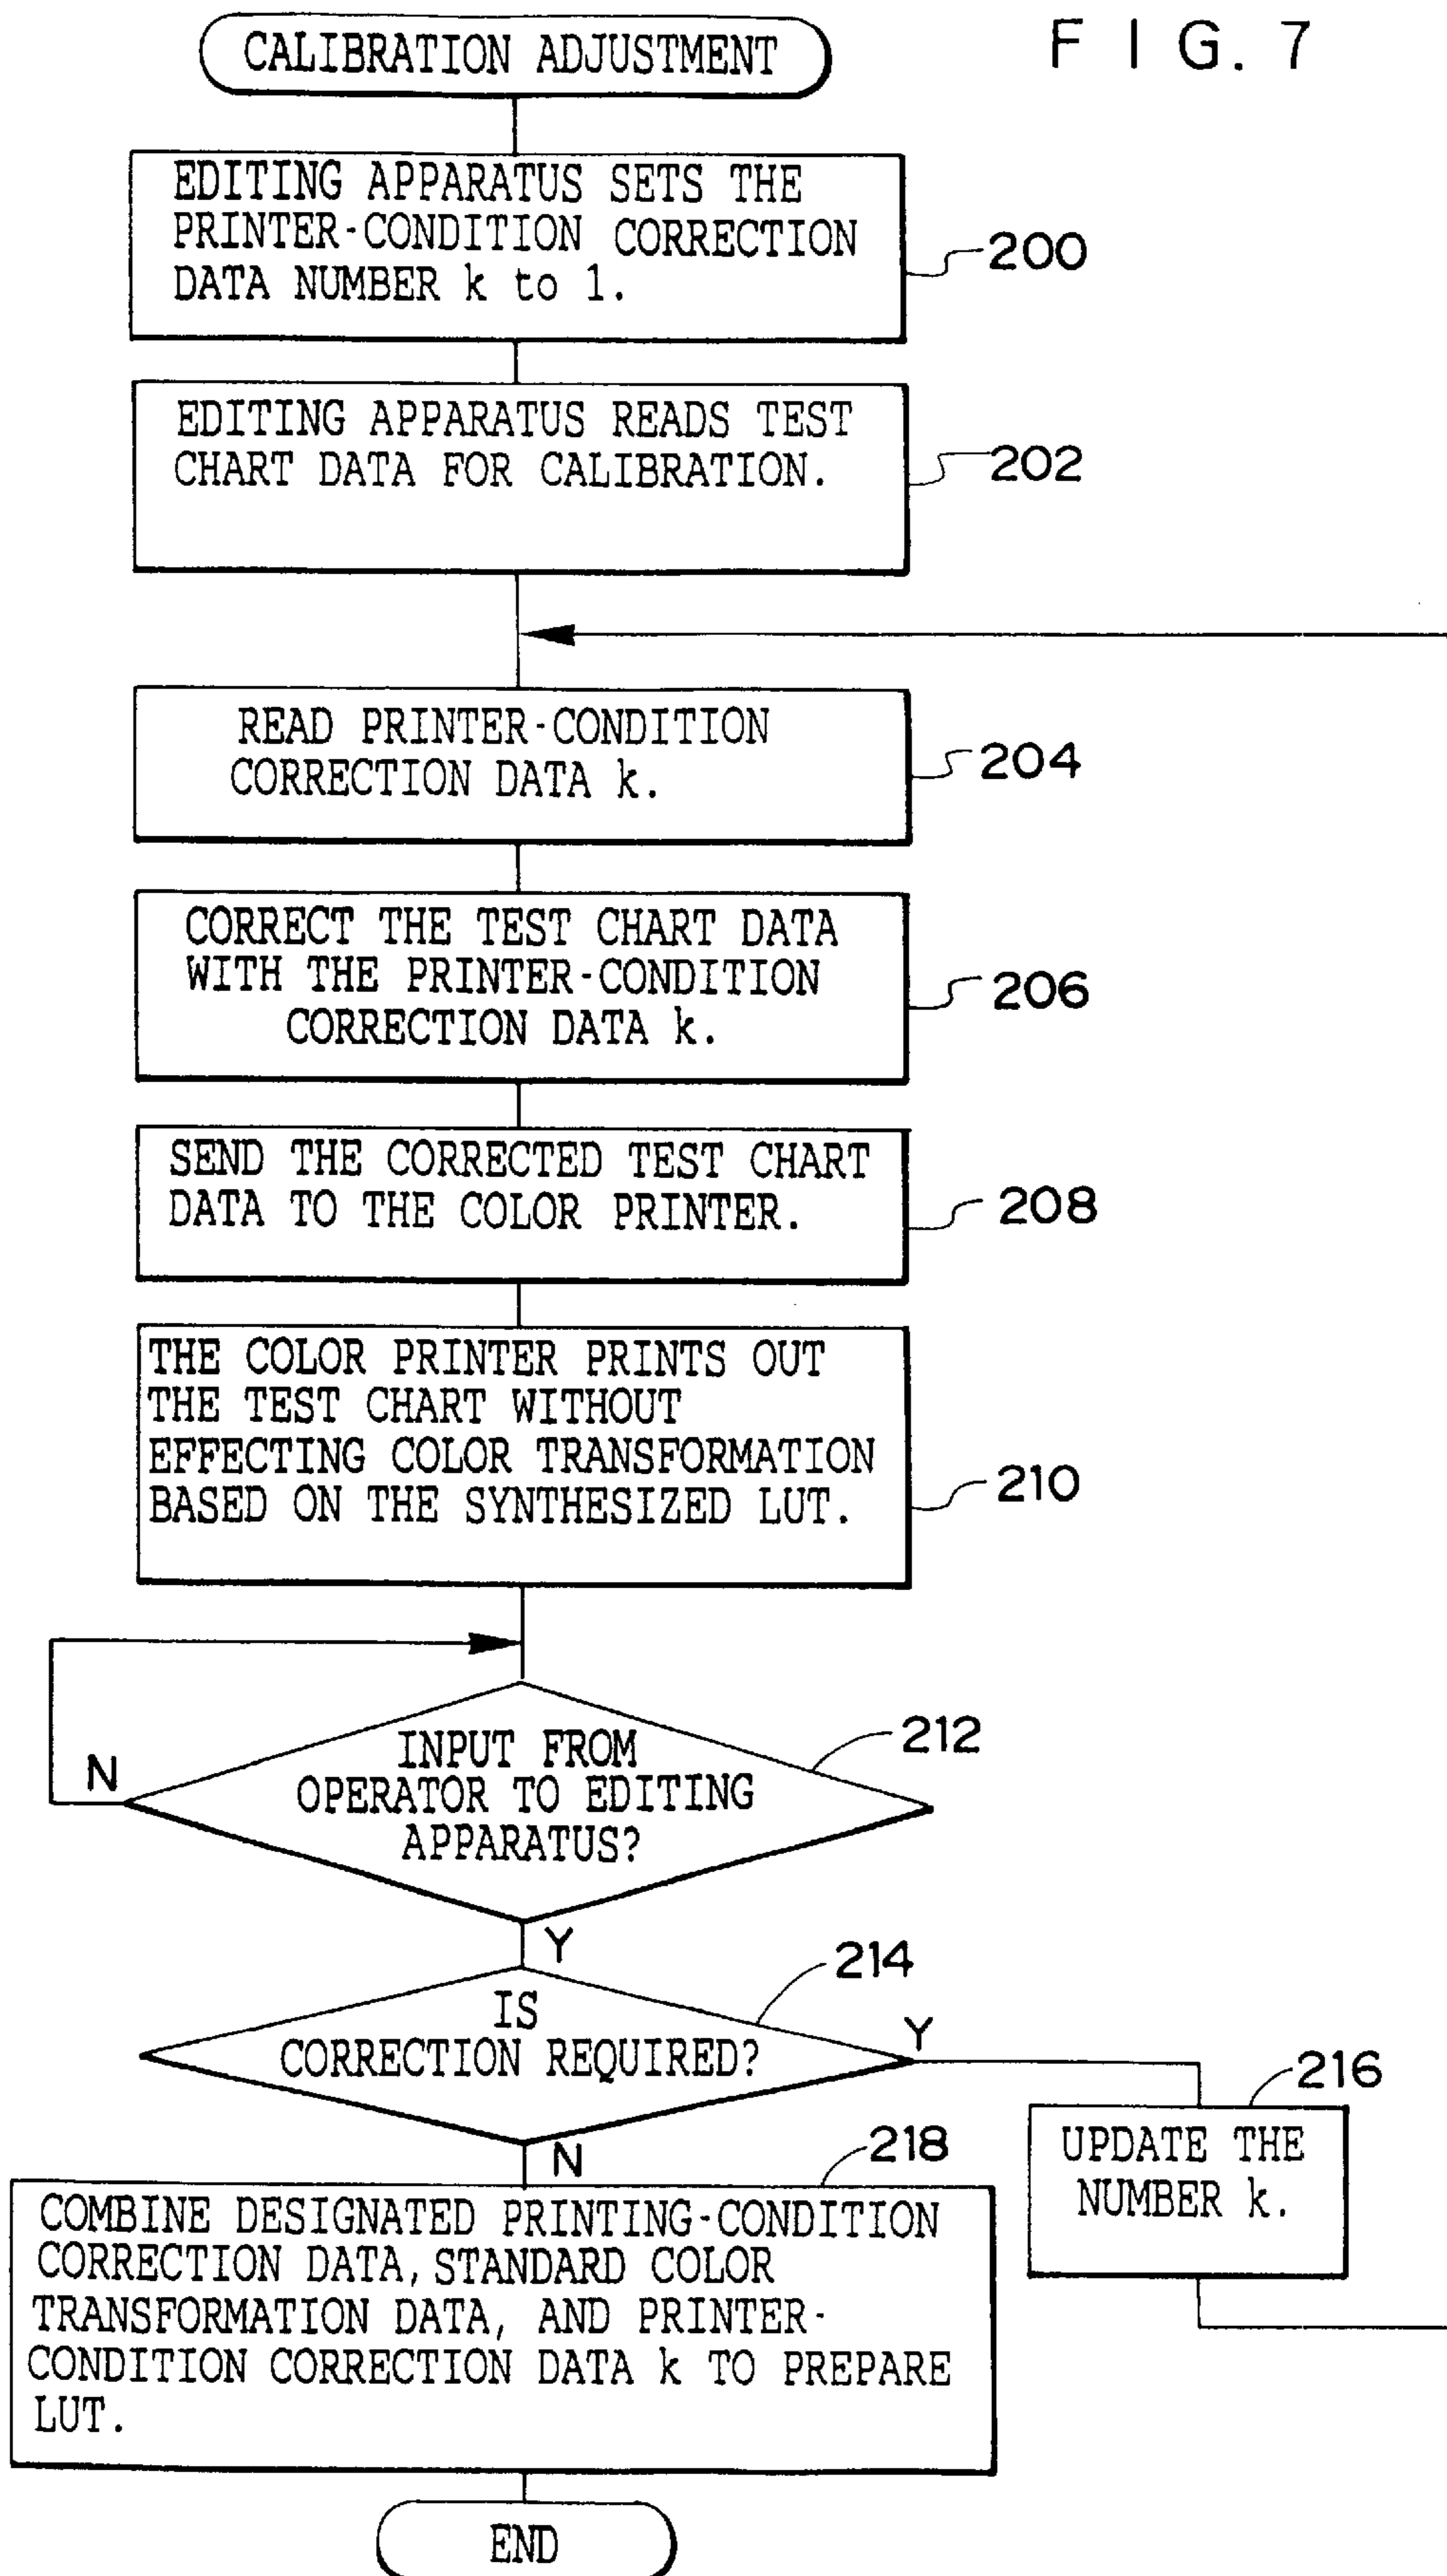 FIG. 7
CALIBRATION ADJUSTMENT
EDITING APPARATUS SETS THE
PRINTER-CONDITION CORRECTION
DATA NUMBER k to 1.
200
EDITING APPARATUS READS TEST
CHART DATA FOR CALIBRATION.
202
READ PRINTER-CONDITION
CORRECTION DATA k.
204
CORRECT THE TEST CHART DATA
WITH THE PRINTER-CONDITION
CORRECTION DATA k.
206
SEND THE CORRECTED TEST CHART
DATA TO THE COLOR PRINTER.
208
THE COLOR PRINTER PRINTS OUT
THE TEST CHART WITHOUT
EFFECTING COLOR TRANSFORMATION
BASED ON THE SYNTHESIZED LUT.
210
INPUT FROM
OPERATOR TO EDITING
APPARATUS?
212
N
Y
IS
CORRECTION REQUIRED?
214
Y
N
216
UPDATE THE
NUMBER k.
218
COMBINE DESIGNATED PRINTING-CONDITION
CORRECTION DATA, STANDARD COLOR
TRANSFORMATION DATA, AND PRINTER-
CONDITION CORRECTION DATA k TO PREPARE
LUT.
END